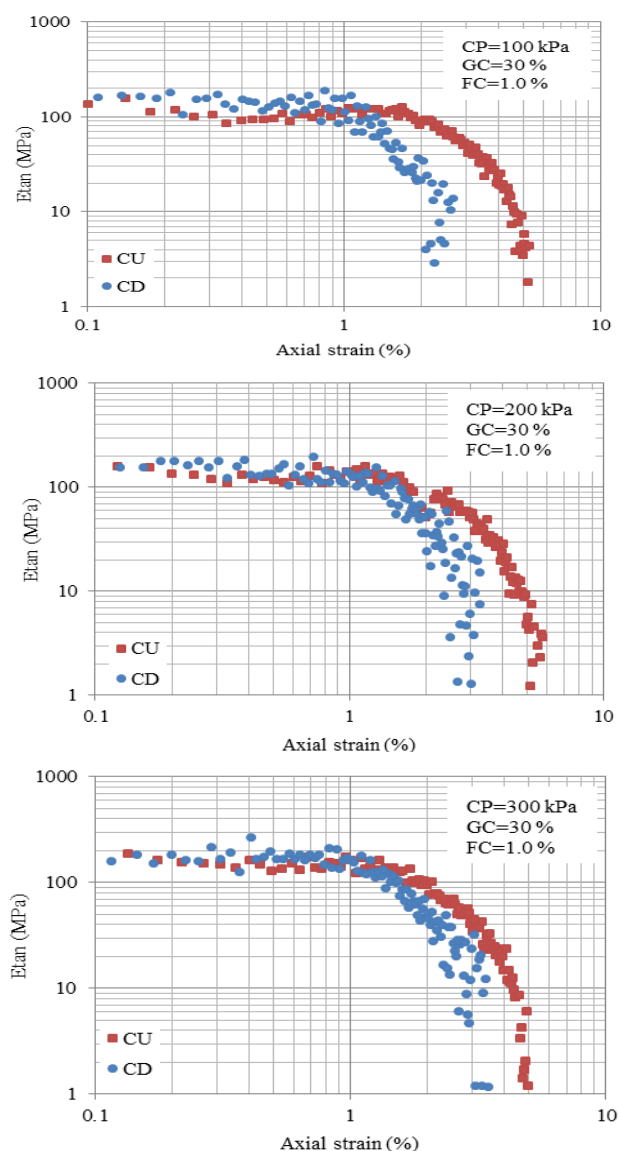 1000
CP=100 kPa
GC=30 %
FC=1.0 %
100
Etan (MPa)
10
CU
CD
1
0.1 1 10
Axial strain (%)
1000
CP=200 kPa
GC=30 %
FC=1.0 %
100
Etan (MPa)
10
CU
CD
1
0.1 1 10
Axial strain (%)
1000
CP=300 kPa
GC=30 %
FC=1.0 %
100
Etan (MPa)
10
CU
CD
1
0.1 1 10
Axial strain (%)